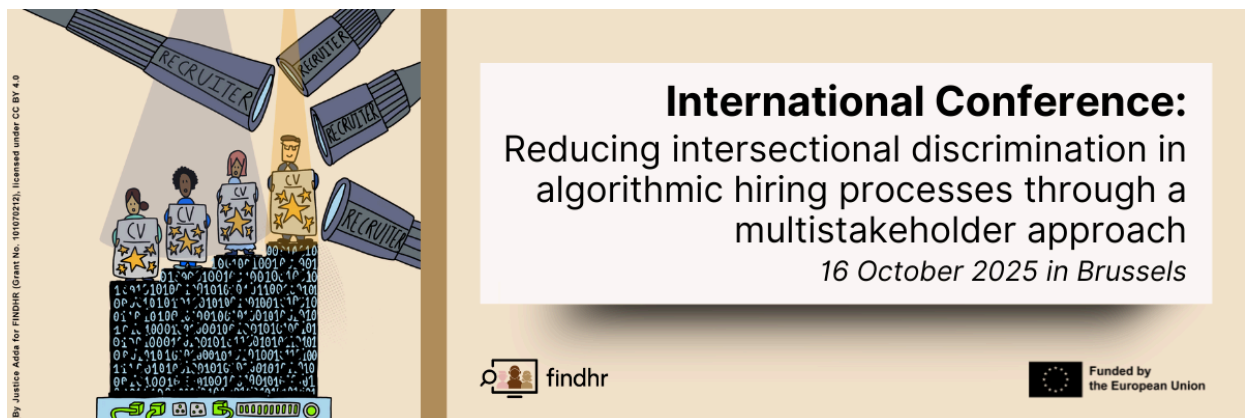 By Justice Adda for FINDHR (Grant No. 101070212), licensed under CC BY 4.0
RECRUITER
RECRUITER
RECRUITER
RECRUITER
CV
CV
CV
CV
International Conference:
Reducing intersectional discrimination in
algorithmic hiring processes through a
multistakeholder approach
16 October 2025 in Brussels
findhr
Funded by
the European Union